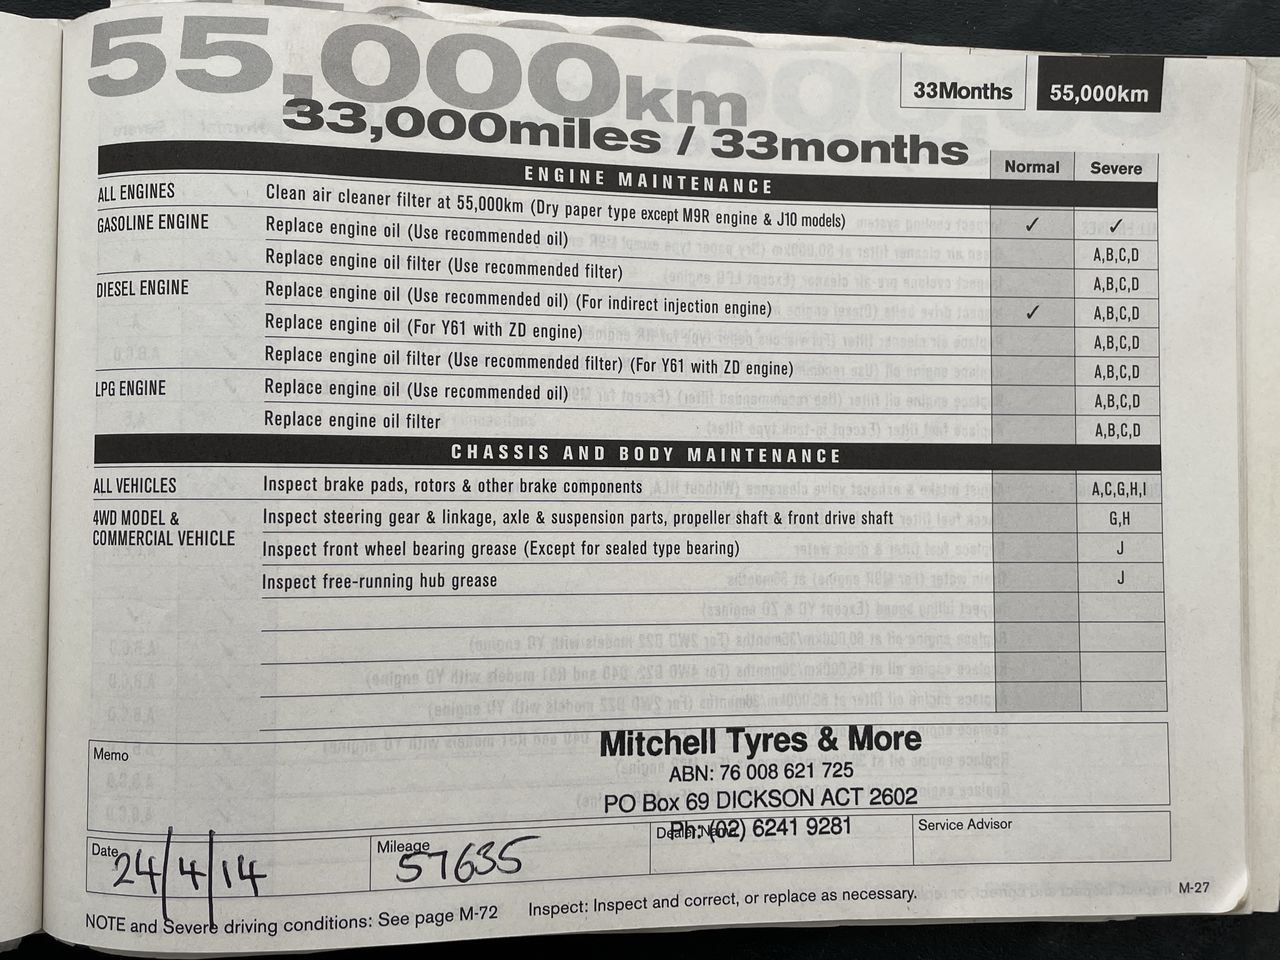 55,000km
33,000miles / 33months
33Months
55,000km
Normal
Severe
ENGINE MAINTENANCE
ALL ENGINES Clean air cleaner filter at 55,000km (Dry paper type except M9R engine & J10 models) ✓ ✓
GASOLINE ENGINE Replace engine oil (Use recommended oil) A,B,C,D
Replace engine oil filter (Use recommended filter) A,B,C,D
DIESEL ENGINE Replace engine oil (Use recommended oil) (For indirect injection engine) ✓ A,B,C,D
Replace engine oil (For Y61 with ZD engine) A,B,C,D
Replace engine oil filter (Use recommended filter) (For Y61 with ZD engine) A,B,C,D
LPG ENGINE Replace engine oil (Use recommended oil) A,B,C,D
Replace engine oil filter A,B,C,D
CHASSIS AND BODY MAINTENANCE
ALL VEHICLES Inspect brake pads, rotors & other brake components A,C,G,H,I
4WD MODEL &
COMMERCIAL VEHICLE
Inspect steering gear & linkage, axle & suspension parts, propeller shaft & front drive shaft G,H
Inspect front wheel bearing grease (Except for sealed type bearing) J
Inspect free-running hub grease J
Memo
Mitchell Tyres & More
ABN: 76 008 621 725
PO Box 69 DICKSON ACT 2602
Ph: (02) 6241 9281
Date 24/4/14
Mileage 57635
Dealer Name
Service Advisor
NOTE and Severe driving conditions: See page M-72
Inspect: Inspect and correct, or replace as necessary.
M-27